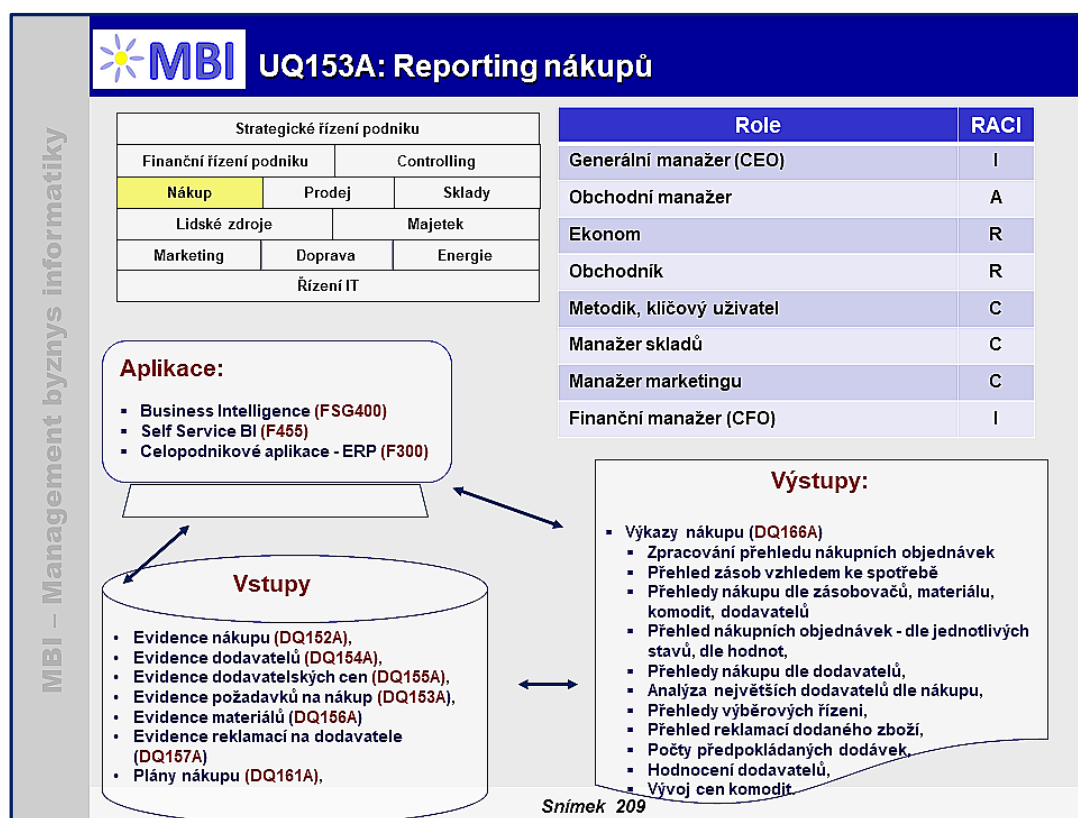 MBI
UQ153A: Reporting nákupů
MBI – Management byznys informatiky
Strategické řízení podniku
Finanční řízení podniku Controlling
Nákup Prodej Sklady
Lidské zdroje Majetek
Marketing Doprava Energie
Řízení IT
Role RACI
Generální manažer (CEO) I
Obchodní manažer A
Ekonom R
Obchodník R
Metodik, klíčový uživatel C
Manažer skladů C
Manažer marketingu C
Finanční manažer (CFO) I
Aplikace:
▪ Business Intelligence (FSG400)
▪ Self Service BI (F455)
▪ Celopodnikové aplikace - ERP (F300)
Vstupy
• Evidence nákupu (DQ152A),
• Evidence dodavatelů (DQ154A),
• Evidence dodavatelských cen (DQ155A),
• Evidence požadavků na nákup (DQ153A),
• Evidence materiálů (DQ156A)
• Evidence reklamací na dodavatele
(DQ157A)
• Plány nákupu (DQ161A),
Výstupy:
▪ Výkazy nákupu (DQ166A)
▪ Zpracování přehledu nákupních objednávek
▪ Přehled zásob vzhledem ke spotřebě
▪ Přehledy nákupu dle zásobovačů, materiálu,
komodit, dodavatelů
▪ Přehled nákupních objednávek - dle jednotlivých
stavů, dle hodnot,
▪ Přehledy nákupu dle dodavatelů,
▪ Analýza největších dodavatelů dle nákupu,
▪ Přehledy výběrových řízeni,
▪ Přehled reklamací dodaného zboží,
▪ Počty předpokládaných dodávek,
▪ Hodnocení dodavatelů,
▪ Vývoj cen komodit.
Snímek 209